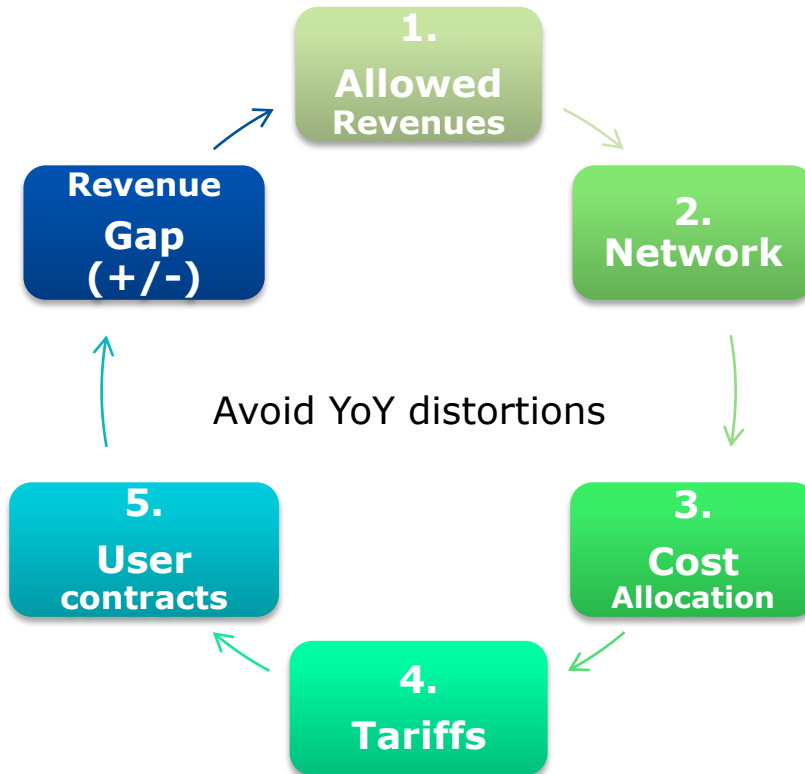 1.
Allowed
Revenues
2.
Network
3.
Cost
Allocation
4.
Tariffs
5.
User
contracts
Revenue
Gap
(+/-)
Avoid YoY distortions